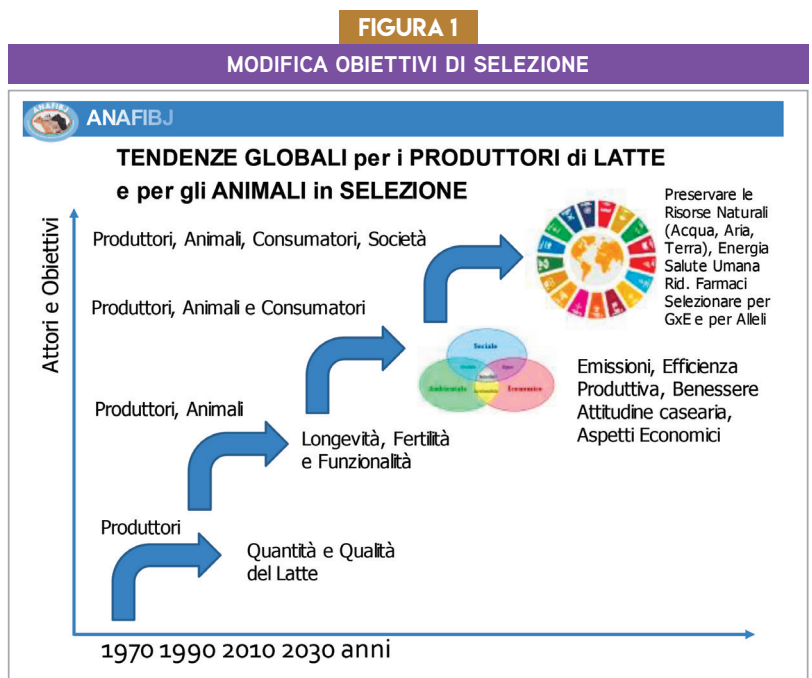 FIGURA 1
MODIFICA OBIETTIVI DI SELEZIONE
ANAFIBJ
TENDENZE GLOBALI per i PRODUTTORI di LATTE
e per gli ANIMALI in SELEZIONE
Attori e Obiettivi
Produttori, Animali, Consumatori, Società
Preservare le
Risorse Naturali
(Acqua, Aria,
Terra), Energia
Salute Umana
Rid. Farmaci
Selezionare per
GxE e per Alleli
Produttori, Animali e Consumatori
Sociale
Ambientale
Economico
Emissioni, Efficienza
Produttiva, Benessere
Attitudine casearia,
Aspetti Economici
Produttori, Animali
Longevità, Fertilità
e Funzionalità
Produttori
Quantità e Qualità
del Latte
1970 1990 2010 2030 anni